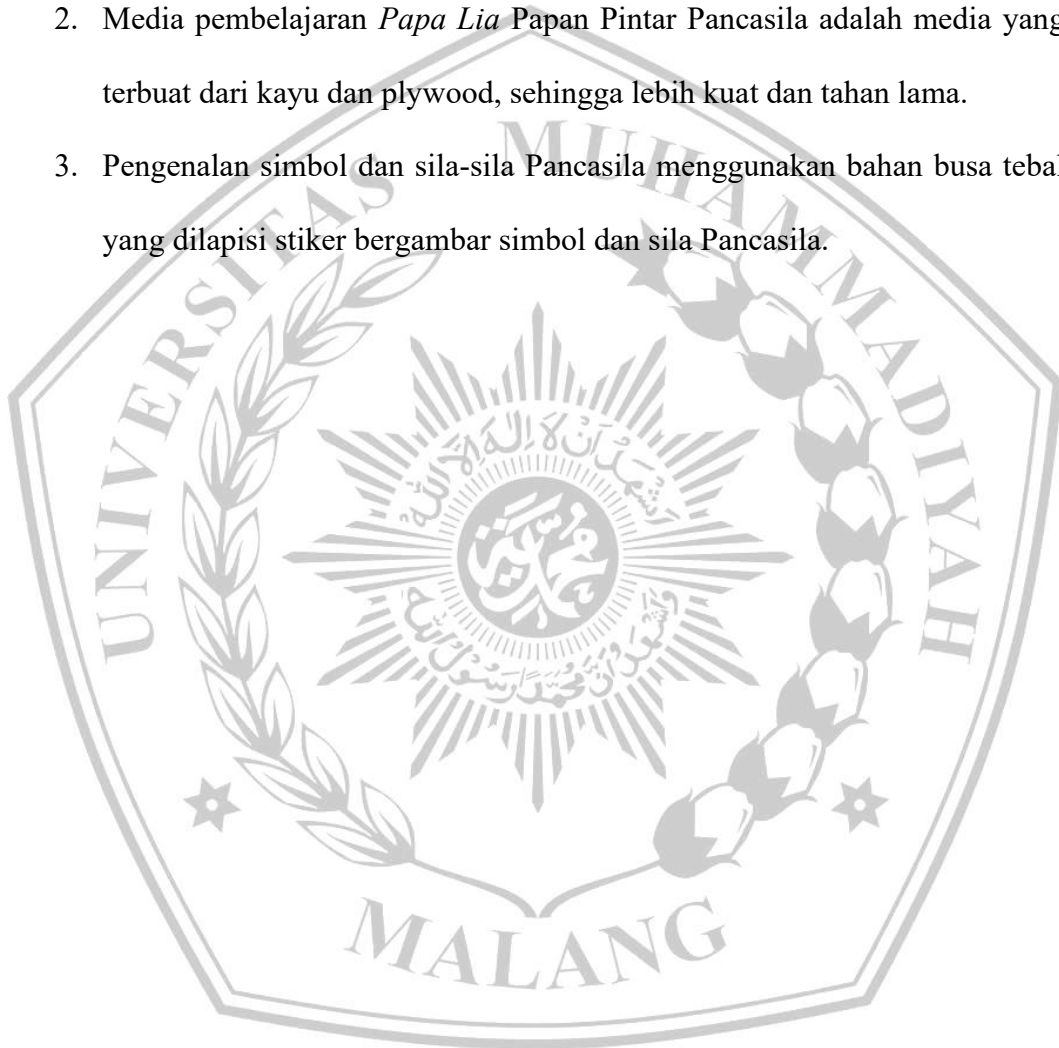 2. Media pembelajaran Papa Lia Papan Pintar Pancasila adalah media yang
terbuat dari kayu dan plywood, sehingga lebih kuat dan tahan lama.
3. Pengenalan simbol dan sila-sila Pancasila menggunakan bahan busa tebal
yang dilapisi stiker bergambar simbol dan sila Pancasila.
UNIVERSITAS MUHAMMADIYAH
MALANG